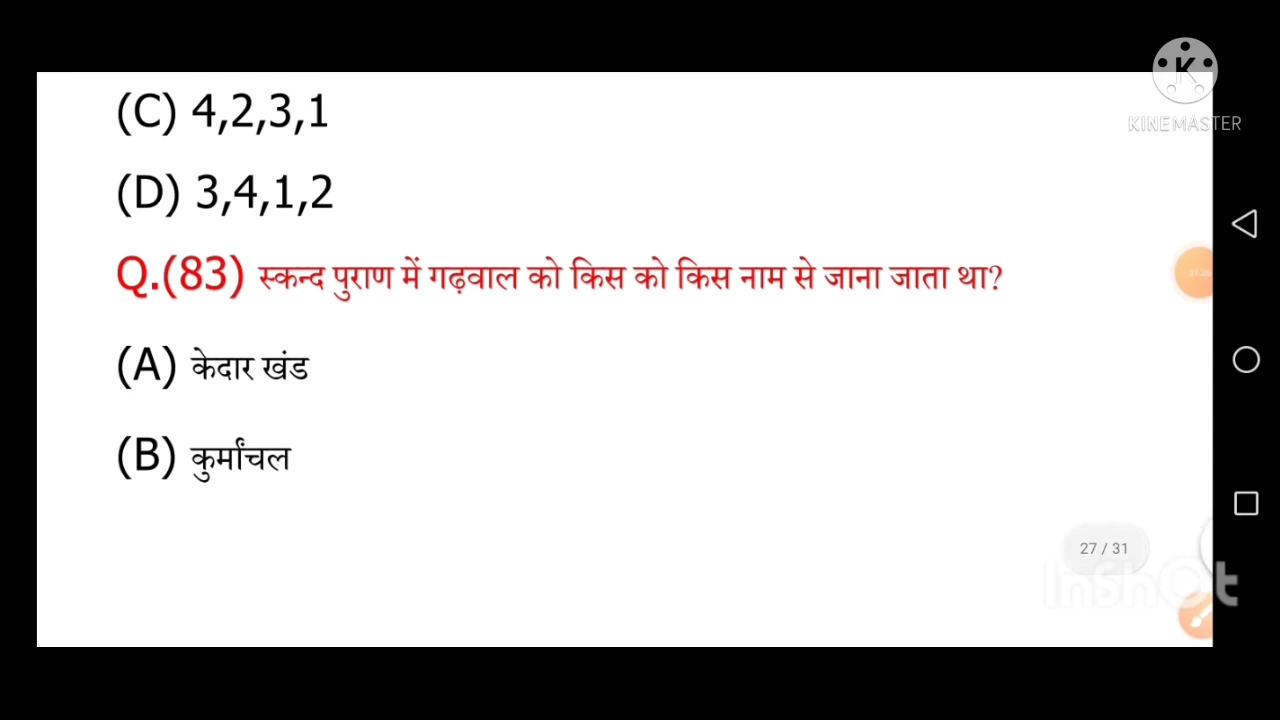 (C) 4,2,3,1
KINEMASTER
(D) 3,4,1,2
Q.(83) स्कन्द पुराण में गढ़वाल को किस को किस नाम से जाना जाता था?
(A) केदार खंड
(B) कुर्मांचल
27 / 31
InShOt